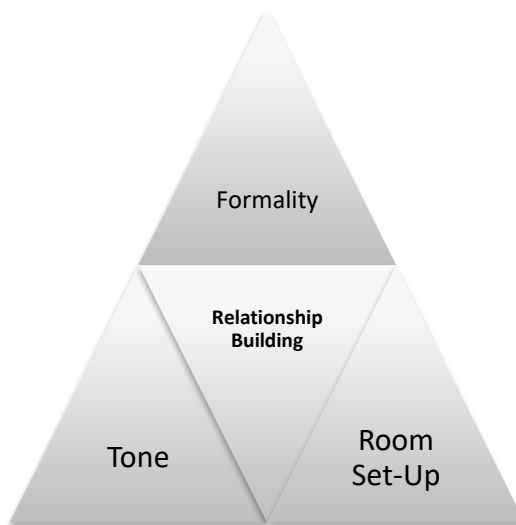 Formality
Relationship
Building
Tone
Room
Set-Up